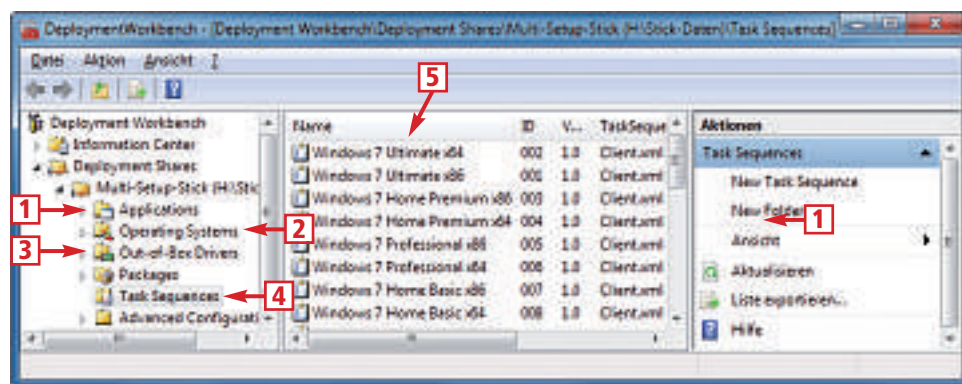 DeploymentWorkbench - [Deployment Workbench\Deployment Shares\Multi-Setup-Stick (H:\Stick-Daten)\Task Sequences]
Datei Aktion Ansicht ?
5
Deployment Workbench
Information Center
Deployment Shares
Multi-Setup-Stick (H:\Stic
1 Applications
Operating Systems 2
3 Out-of-Box Drivers
Packages
Task Sequences 4
Advanced Configurati
Name ID V... TaskSeque
Windows 7 Ultimate x64 002 1.0 Client.xml
Windows 7 Ultimate x86 001 1.0 Client.xml
Windows 7 Home Premium x86 003 1.0 Client.xml
Windows 7 Home Premium x64 004 1.0 Client.xml
Windows 7 Professional x86 005 1.0 Client.xml
Windows 7 Professional x64 006 1.0 Client.xml
Windows 7 Home Basic x86 007 1.0 Client.xml
Windows 7 Home Basic x64 008 1.0 Client.xml
Aktionen
Task Sequences
New Task Sequence
New Folder
1
Ansicht
Aktualisieren
Liste exportieren...
Hilfe